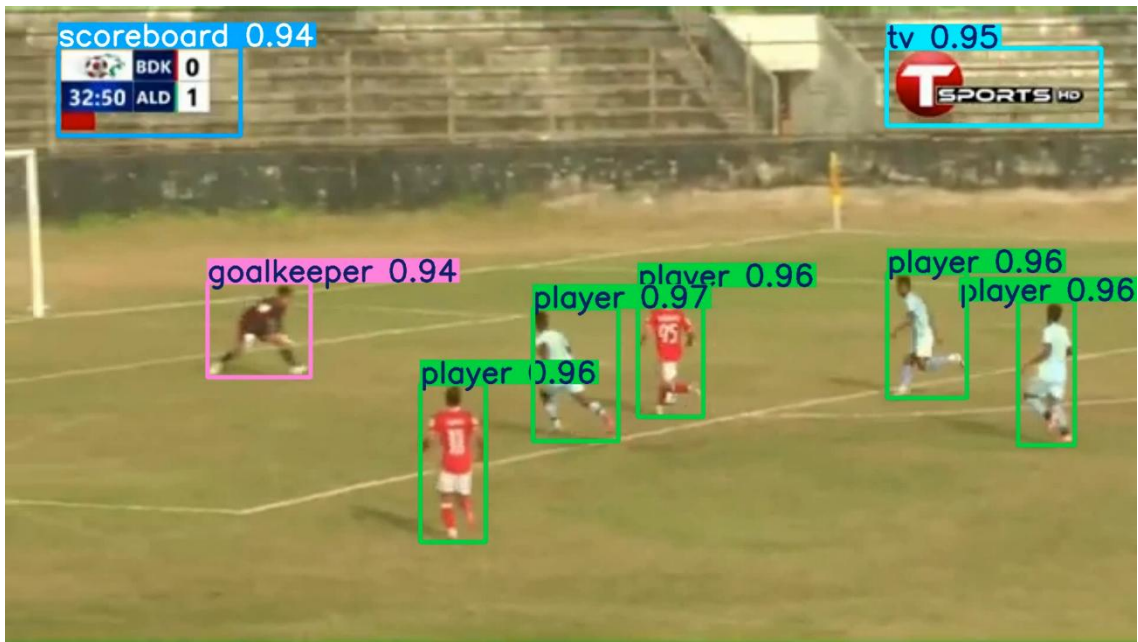 scoreboard 0.94
BDK 0
32:50 ALD 1
tv 0.95
T SPORTS HD
goalkeeper 0.94
player 0.96
player 0.97
player 0.96
player 0.96
player 0.96
95